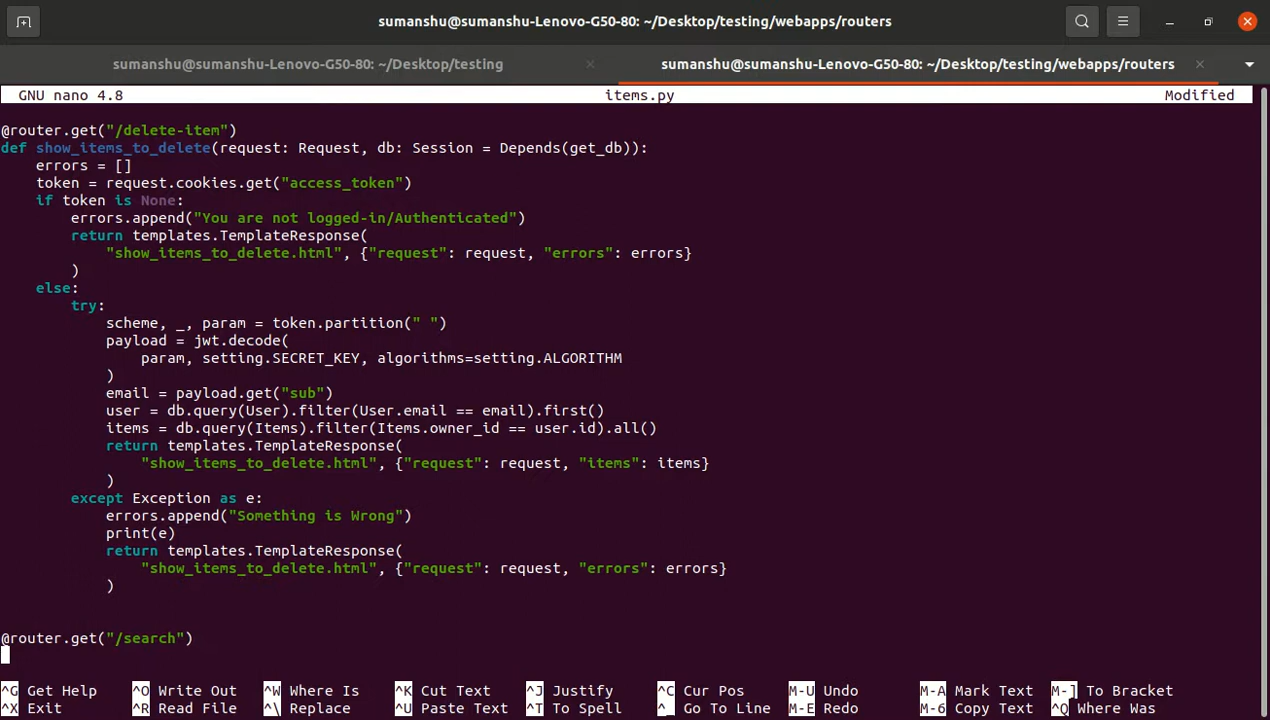 sumanshu@sumanshu-Lenovo-G50-80: ~/Desktop/testing/webapps/routers
sumanshu@sumanshu-Lenovo-G50-80: ~/Desktop/testing
sumanshu@sumanshu-Lenovo-G50-80: ~/Desktop/testing/webapps/routers
GNU nano 4.8 items.py Modified
@router.get("/delete-item")
def show_items_to_delete(request: Request, db: Session = Depends(get_db)):
    errors = []
    token = request.cookies.get("access_token")
    if token is None:
        errors.append("You are not logged-in/Authenticated")
        return templates.TemplateResponse(
            "show_items_to_delete.html", {"request": request, "errors": errors}
        )
    else:
        try:
            scheme, _, param = token.partition(" ")
            payload = jwt.decode(
                param, setting.SECRET_KEY, algorithms=setting.ALGORITHM
            )
            email = payload.get("sub")
            user = db.query(User).filter(User.email == email).first()
            items = db.query(Items).filter(Items.owner_id == user.id).all()
            return templates.TemplateResponse(
                "show_items_to_delete.html", {"request": request, "items": items}
            )
        except Exception as e:
            errors.append("Something is Wrong")
            print(e)
            return templates.TemplateResponse(
                "show_items_to_delete.html", {"request": request, "errors": errors}
            )
@router.get("/search")
^G Get Help ^O Write Out ^W Where Is ^K Cut Text ^J Justify ^C Cur Pos M-U Undo M-A Mark Text M-] To Bracket
^X Exit ^R Read File ^\ Replace ^U Paste Text ^T To Spell ^_ Go To Line M-E Redo M-6 Copy Text ^Q Where Was